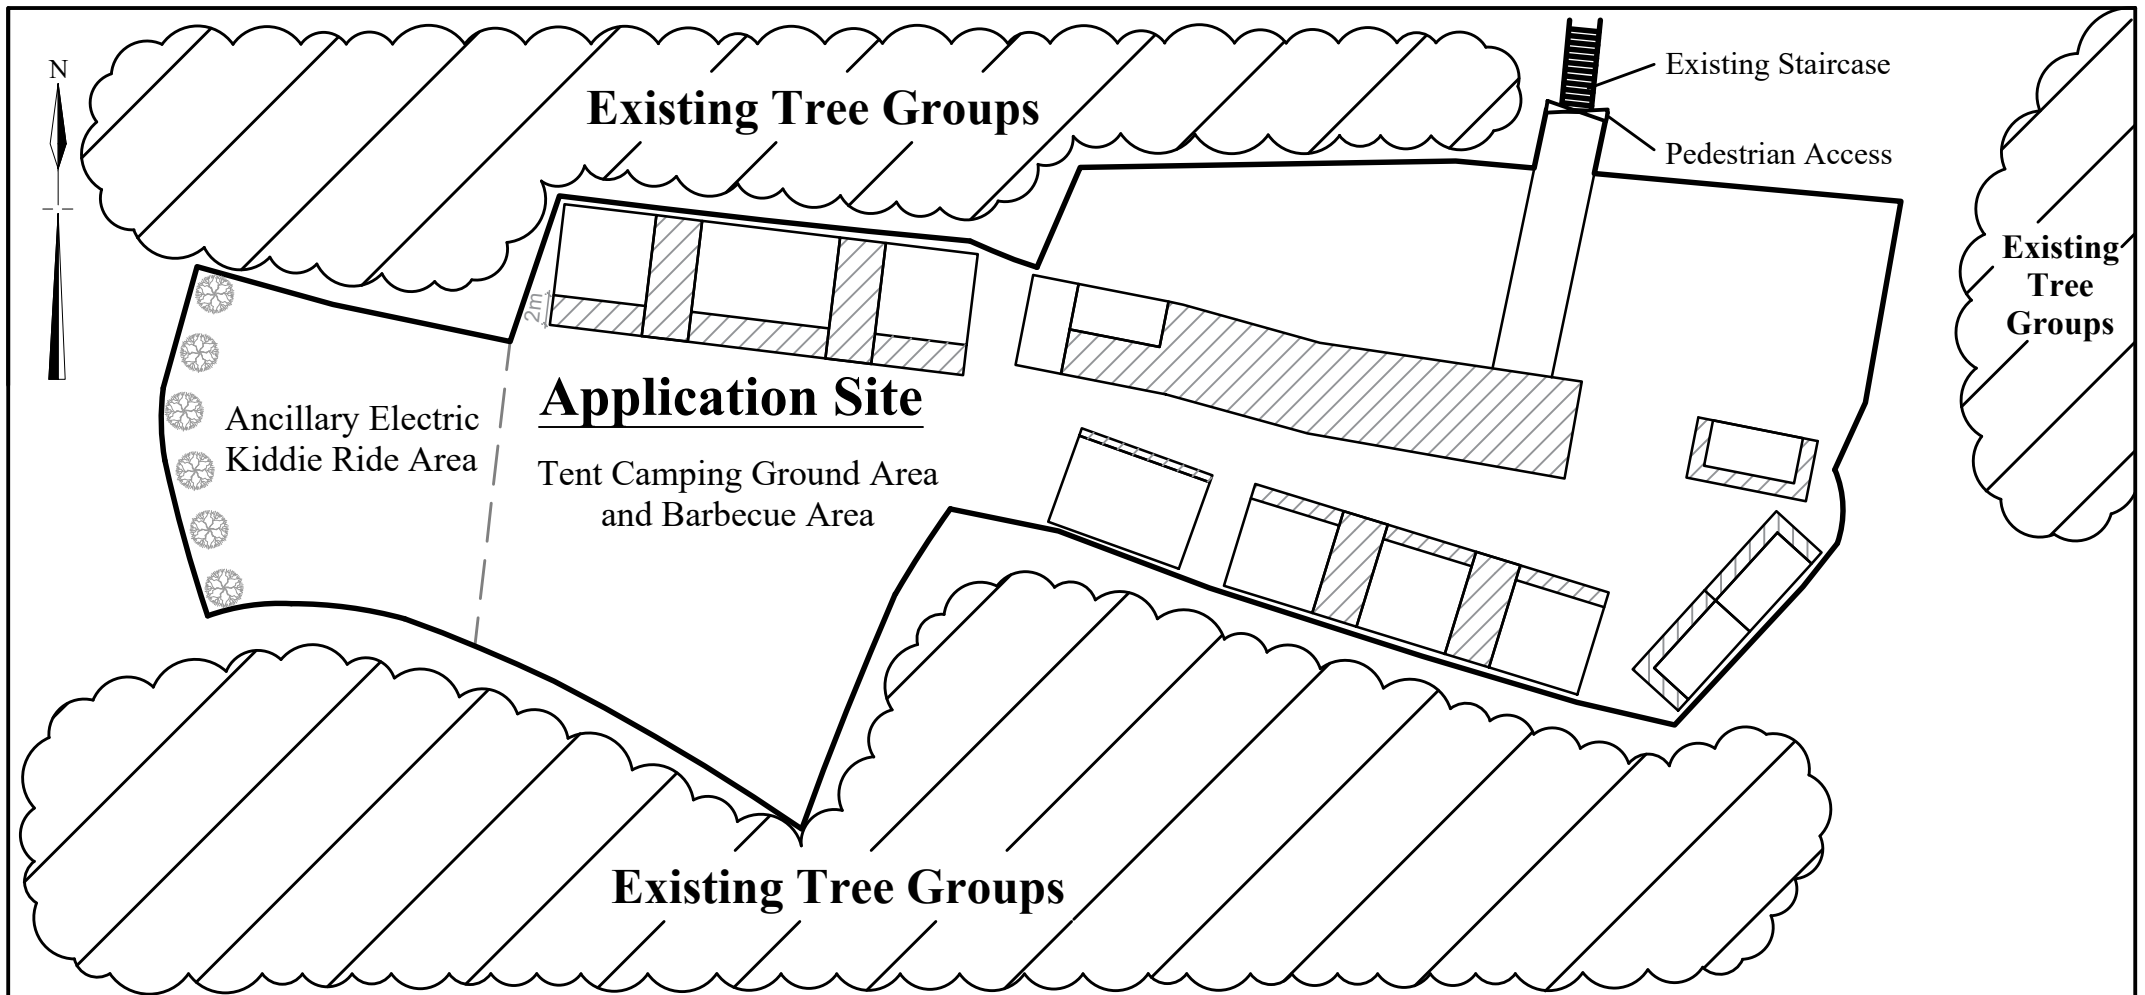 N
Existing Staircase
Existing Tree Groups
Pedestrian Access
Existing
Tree
Groups
2m
Application Site
Ancillary Electric
Kiddie Ride Area
Tent Camping Ground Area
and Barbecue Area
Existing Tree Groups